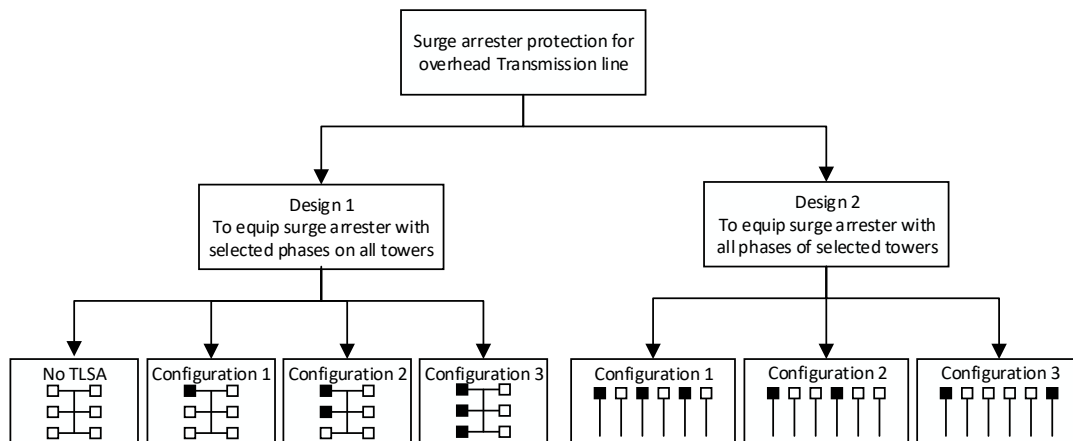 Surge arrester protection for
overhead Transmission line
Design 1
To equip surge arrester with
selected phases on all towers
Design 2
To equip surge arrester with
all phases of selected towers
No TLSA
Configuration 1
Configuration 2
Configuration 3
Configuration 1
Configuration 2
Configuration 3